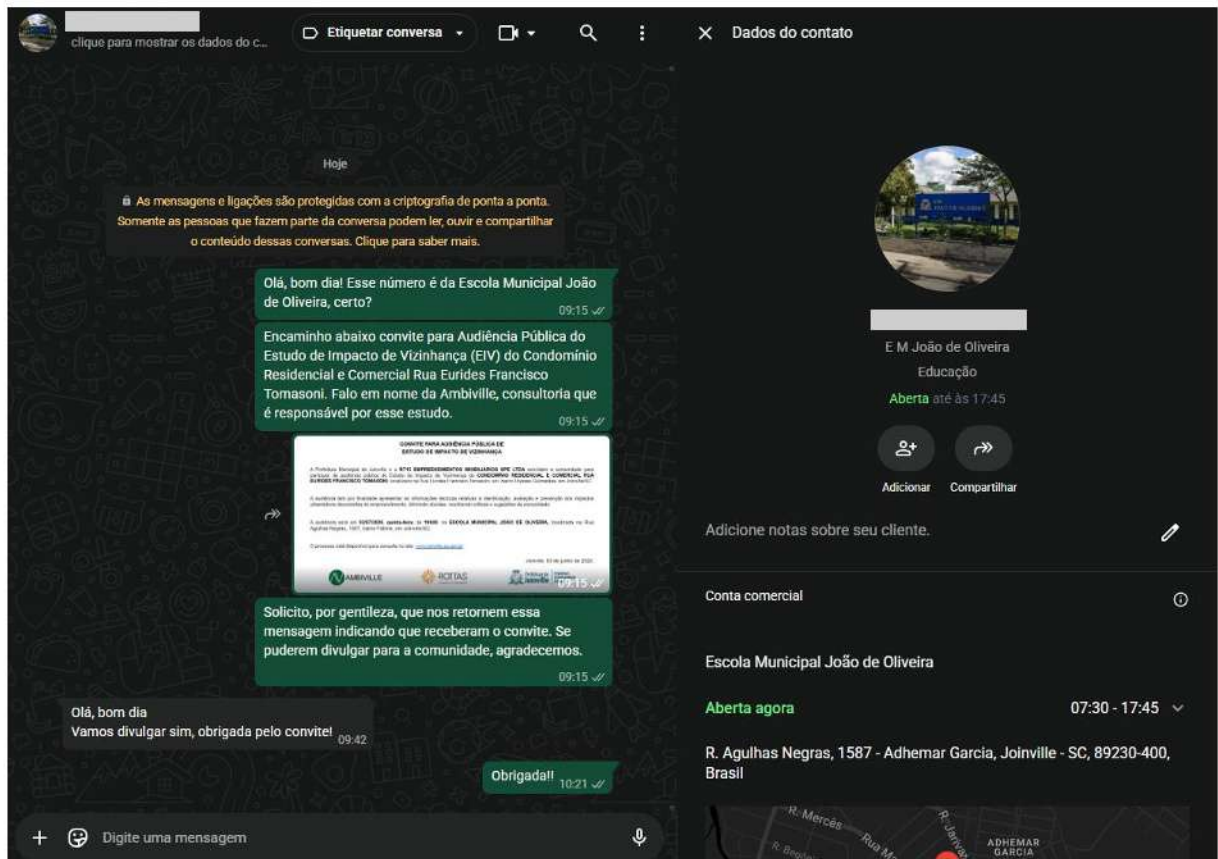 clique para mostrar os dados do c...
Etiquetar conversa
Hoje
As mensagens e ligações são protegidas com a criptografia de ponta a ponta.
Somente as pessoas que fazem parte da conversa podem ler, ouvir e compartilhar
o conteúdo dessas conversas. Clique para saber mais.
Olá, bom dia! Esse número é da Escola Municipal João
de Oliveira, certo?
09:15
Encaminho abaixo convite para Audiência Pública do
Estudo de Impacto de Vizinhança (EIV) do Condomínio
Residencial e Comercial Rua Eurides Francisco
Tomasoni. Falo em nome da Ambiville, consultoria que
é responsável por esse estudo.
09:15
CONVITE PARA AUDIÊNCIA PÚBLICA DE
ESTUDO DE IMPACTO DE VIZINHANÇA
AMBIVILLE
ROTTAS
Prefeitura de
Joinville
09:15
Solicito, por gentileza, que nos retornem essa
mensagem indicando que receberam o convite. Se
puderem divulgar para a comunidade, agradecemos.
09:15
Olá, bom dia
Vamos divulgar sim, obrigada pelo convite!
09:42
Obrigada!!
10:21
Digite uma mensagem
Dados do contato
E M João de Oliveira
Educação
Aberta até às 17:45
Adicionar Compartilhar
Adicione notas sobre seu cliente.
Conta comercial
Escola Municipal João de Oliveira
Aberta agora 07:30 - 17:45
R. Agulhas Negras, 1587 - Adhemar Garcia, Joinville - SC, 89230-400,
Brasil
R. Mercês
ADHEMAR
GARCIA